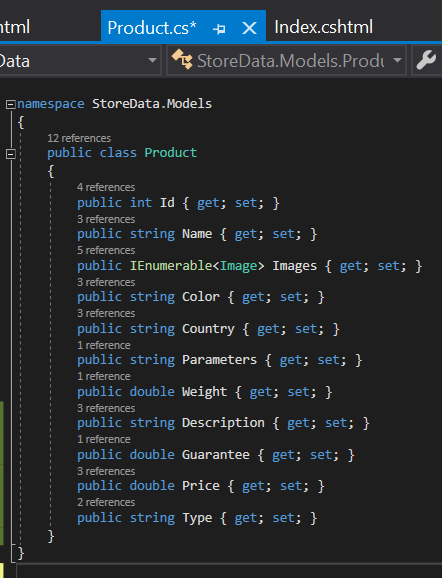 html
Product.cs*
Index.cshtml
Data
StoreData.Models.Produ
namespace StoreData.Models
{
12 references
public class Product
{
4 references
public int Id { get; set; }
3 references
public string Name { get; set; }
5 references
public IEnumerable<Image> Images { get; set; }
3 references
public string Color { get; set; }
3 references
public string Country { get; set; }
1 reference
public string Parameters { get; set; }
1 reference
public double Weight { get; set; }
3 references
public string Description { get; set; }
1 reference
public double Guarantee { get; set; }
3 references
public double Price { get; set; }
2 references
public string Type { get; set; }
}
}